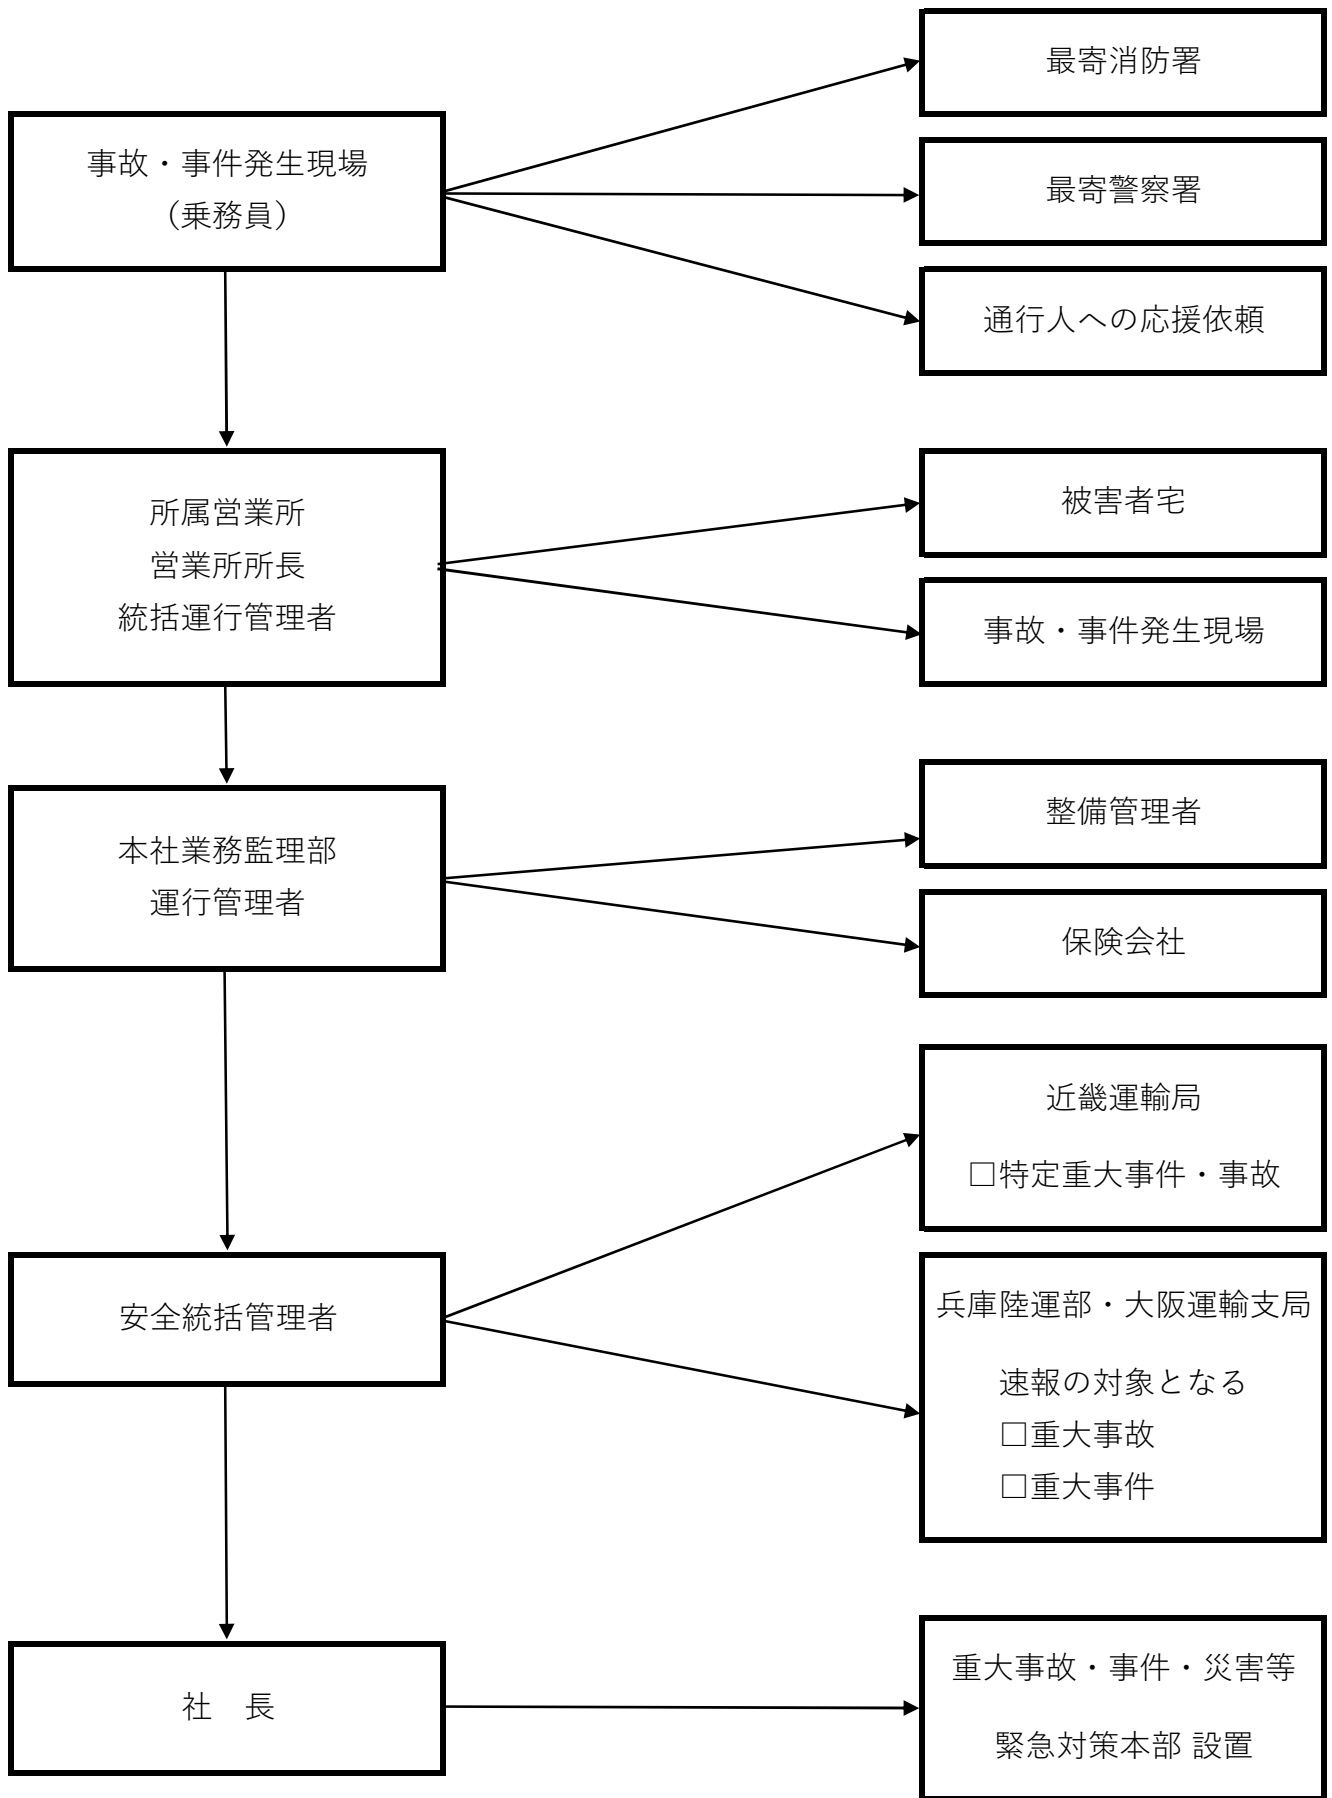 最寄消防署
事故・事件発生現場
（乗務員）
最寄警察署
通行人への応援依頼
所属営業所
営業所所長
統括運行管理者
被害者宅
事故・事件発生現場
本社業務監理部
運行管理者
整備管理者
保険会社
近畿運輸局
□特定重大事件・事故
安全統括管理者
兵庫陸運部・大阪運輸支局
速報の対象となる
□重大事故
□重大事件
社　長
重大事故・事件・災害等
緊急対策本部 設置